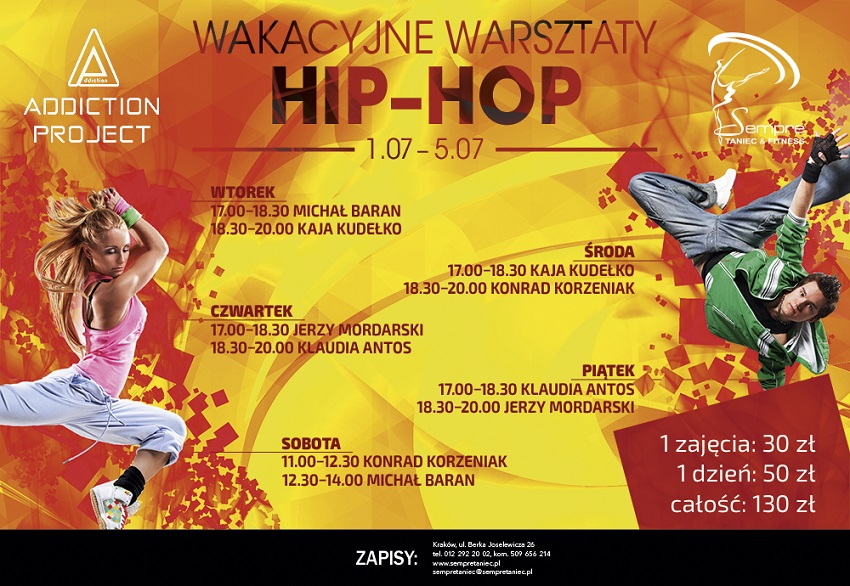 WAKACYJNE WARSZTATY
HIP-HOP
1.07 – 5.07
Addiction
ADDICTION
PROJECT
Sempre
TANIEC & FITNESS
WTOREK
17.00–18.30 MICHAŁ BARAN
18.30–20.00 KAJA KUDEŁKO
ŚRODA
17.00–18.30 KAJA KUDEŁKO
18.30–20.00 KONRAD KORZENIAK
CZWARTEK
17.00–18.30 JERZY MORDARSKI
18.30–20.00 KLAUDIA ANTOS
PIĄTEK
17.00–18.30 KLAUDIA ANTOS
18.30–20.00 JERZY MORDARSKI
SOBOTA
11.00–12.30 KONRAD KORZENIAK
12.30–14.00 MICHAŁ BARAN
1 zajęcia: 30 zł
1 dzień: 50 zł
całość: 130 zł
ZAPISY:
Kraków, ul. Berka Joselewicza 26
tel. 012 292 20 02, kom. 509 656 214
www.sempretaniec.pl
sempretaniec@sempretaniec.pl